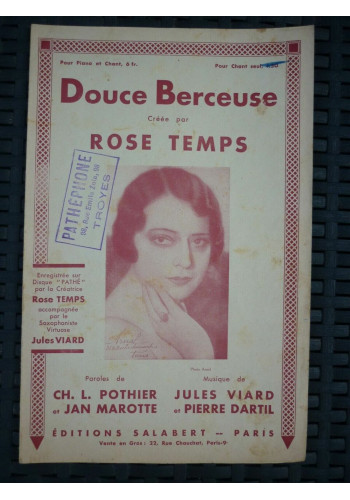 Pour Piano et Chant, 6 fr.
Pour Chant seul,
Douce Berceuse
Créée par
ROSE TEMPS
PATHÉPHONE
Rue Emile Zola, 
TROYES
Enregistrée sur
Disque "PATHÉ"
par la Créatrice
Rose TEMPS
accompagnée
par le
Saxophoniste
Virtuose
Jules VIARD
Paroles de
CH. L. POTHIER
et JAN MAROTTE
Musique de
JULES VIARD
et PIERRE DARTIL
ÉDITIONS SALABERT — PARIS
Vente en Gros : 22, Rue Chauchat, Paris-9e